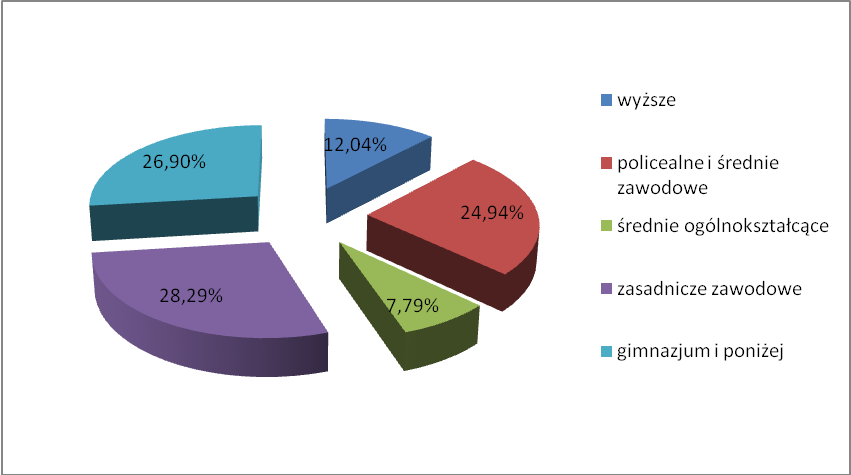 12,04%
24,94%
7,79%
28,29%
26,90%
wyższe
policealne i średnie
zawodowe
średnie ogólnokształcące
zasadnicze zawodowe
gimnazjum i poniżej